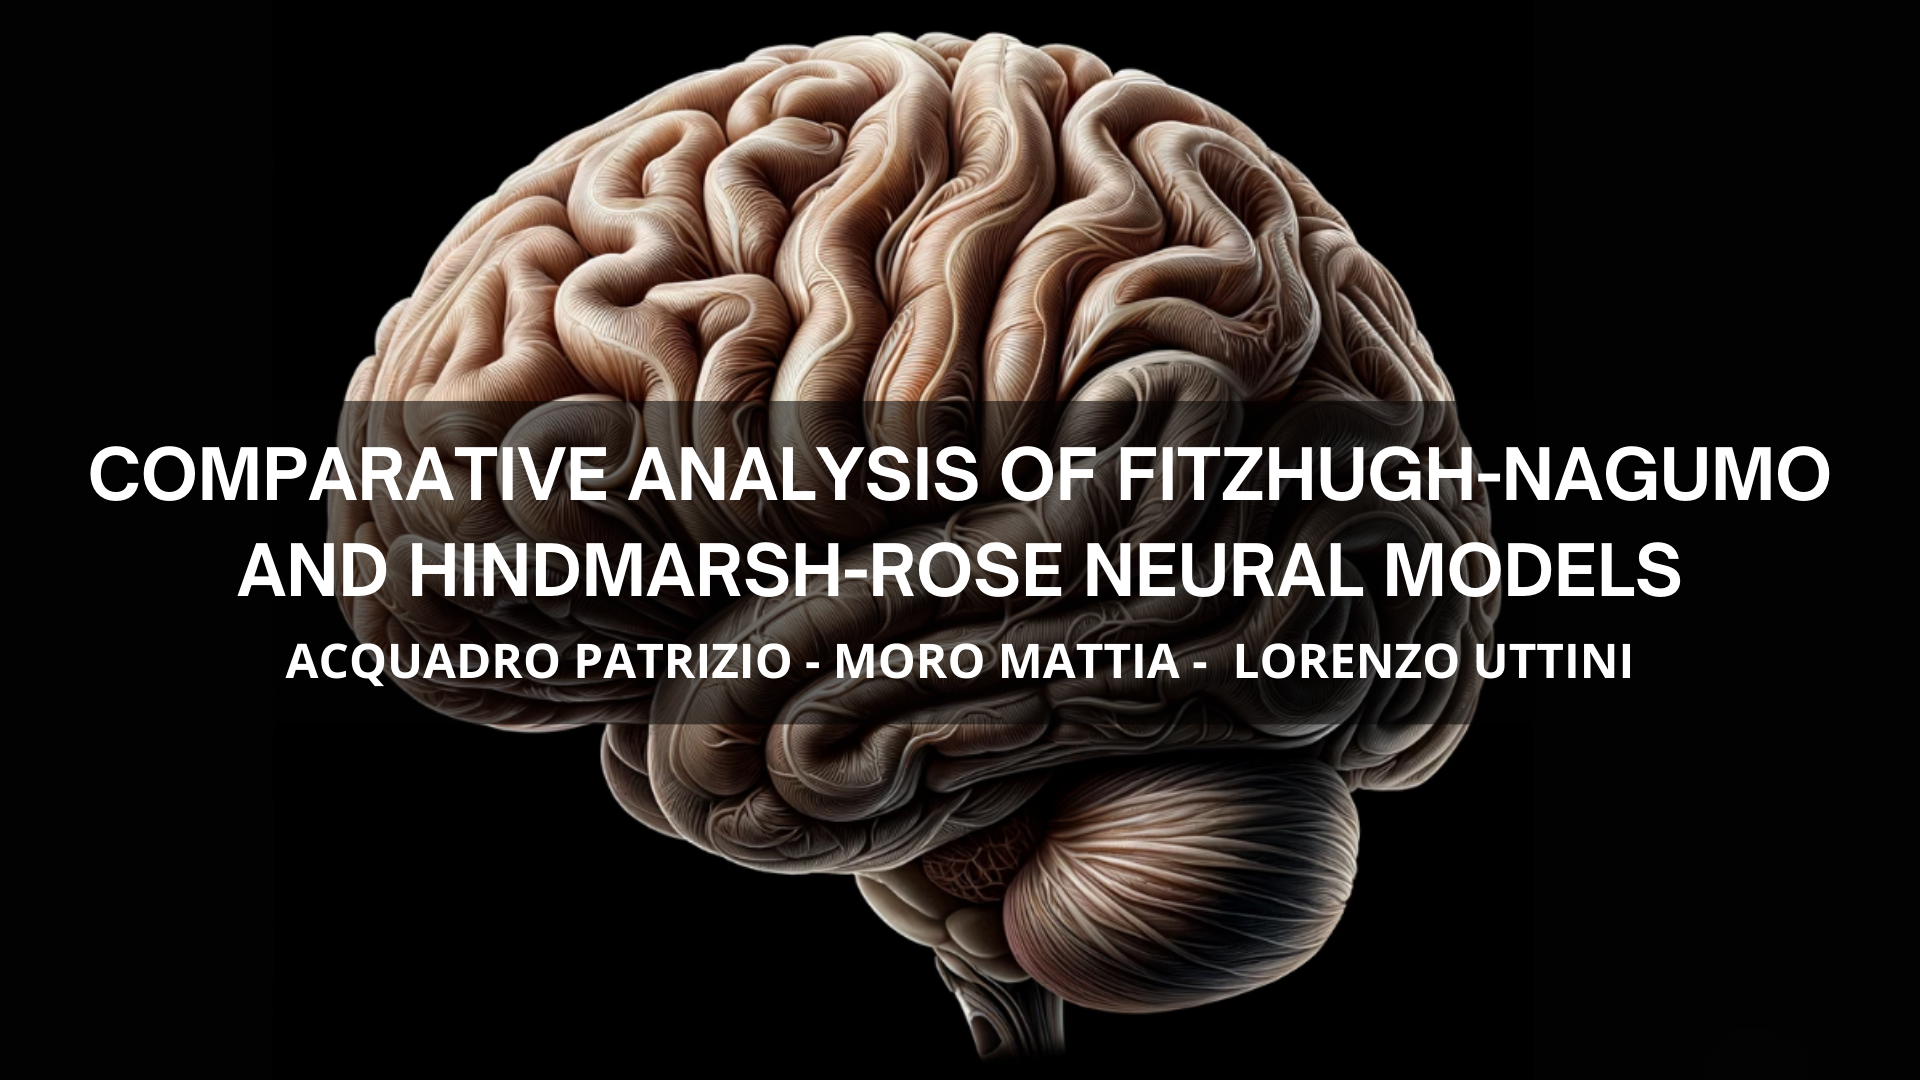 COMPARATIVE ANALYSIS OF FITZHUGH-NAGUMO
AND HINDMARSH-ROSE NEURAL MODELS
ACQUADRO PATRIZIO - MORO MATTIA - LORENZO UTTINI